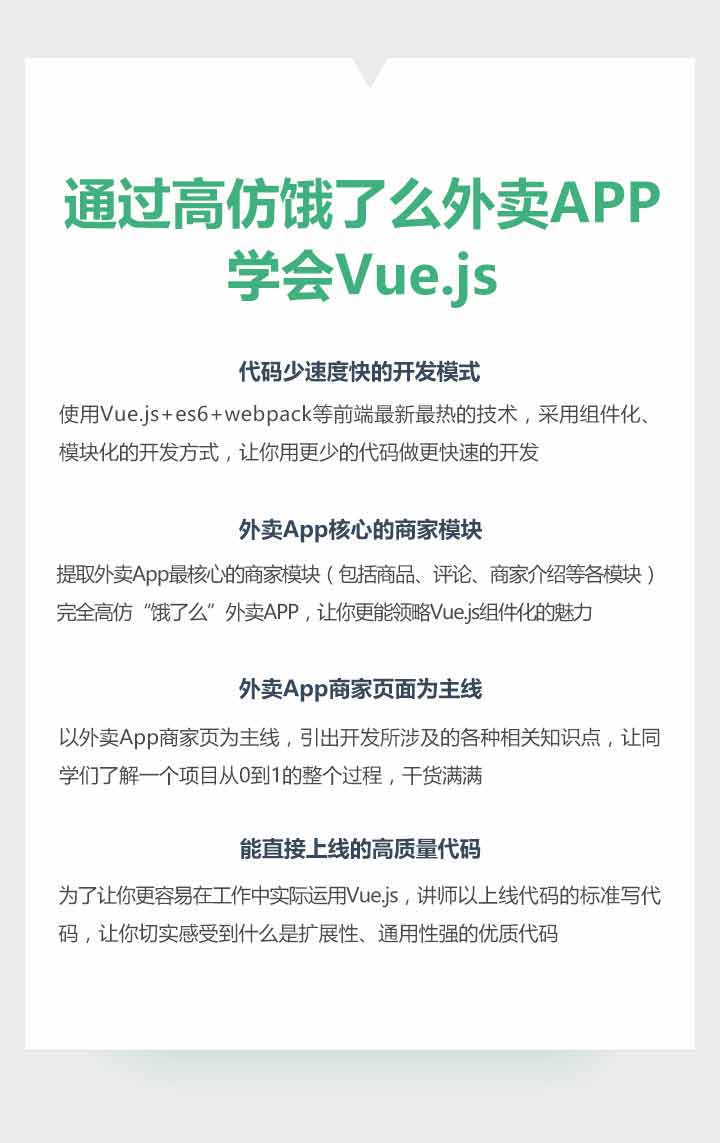 通过高仿饿了么外卖APP
学会Vue.js
代码少速度快的开发模式
使用Vue.js+es6+webpack等前端最新最热的技术，采用组件化、
模块化的开发方式，让你用更少的代码做更快速的开发
外卖App核心的商家模块
提取外卖App最核心的商家模块（包括商品、评论、商家介绍等各模块）
完全高仿“饿了么”外卖APP，让你更能领略Vue.js组件化的魅力
外卖App商家页面为主线
以外卖App商家页为主线，引出开发所涉及的各种相关知识点，让同
学们了解一个项目从0到1的整个过程，干货满满
能直接上线的高质量代码
为了让你更容易在工作中实际运用Vue.js，讲师以上线代码的标准写代
码，让你切实感受到什么是扩展性、通用性强的优质代码